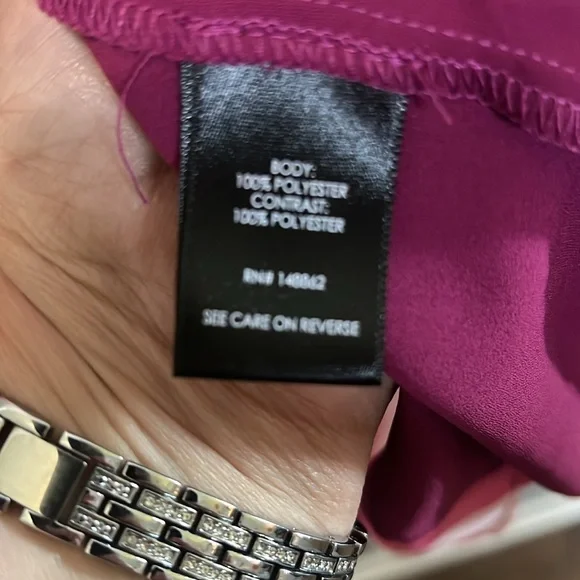 BODY:
100% POLYESTER
CONTRAST:
100% POLYESTER
RN# 148862
SEE CARE ON REVERSE